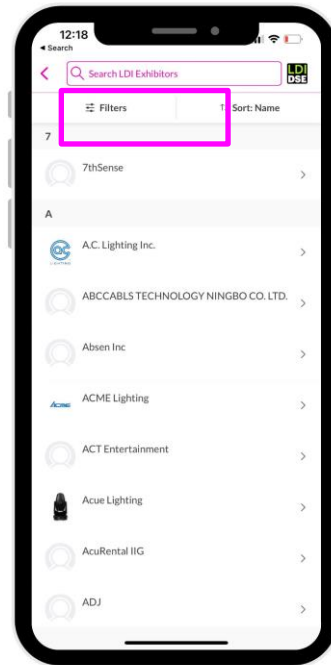 12:18
◀ Search
Search LDI Exhibitors
LDI
DSE
Filters
Sort: Name
7
7thSense
A
A.C. Lighting Inc.
ABCCABLS TECHNOLOGY NINGBO CO. LTD.
Absen Inc
ACME
ACME Lighting
ACT Entertainment
Acue Lighting
AcuRental IIG
ADJ